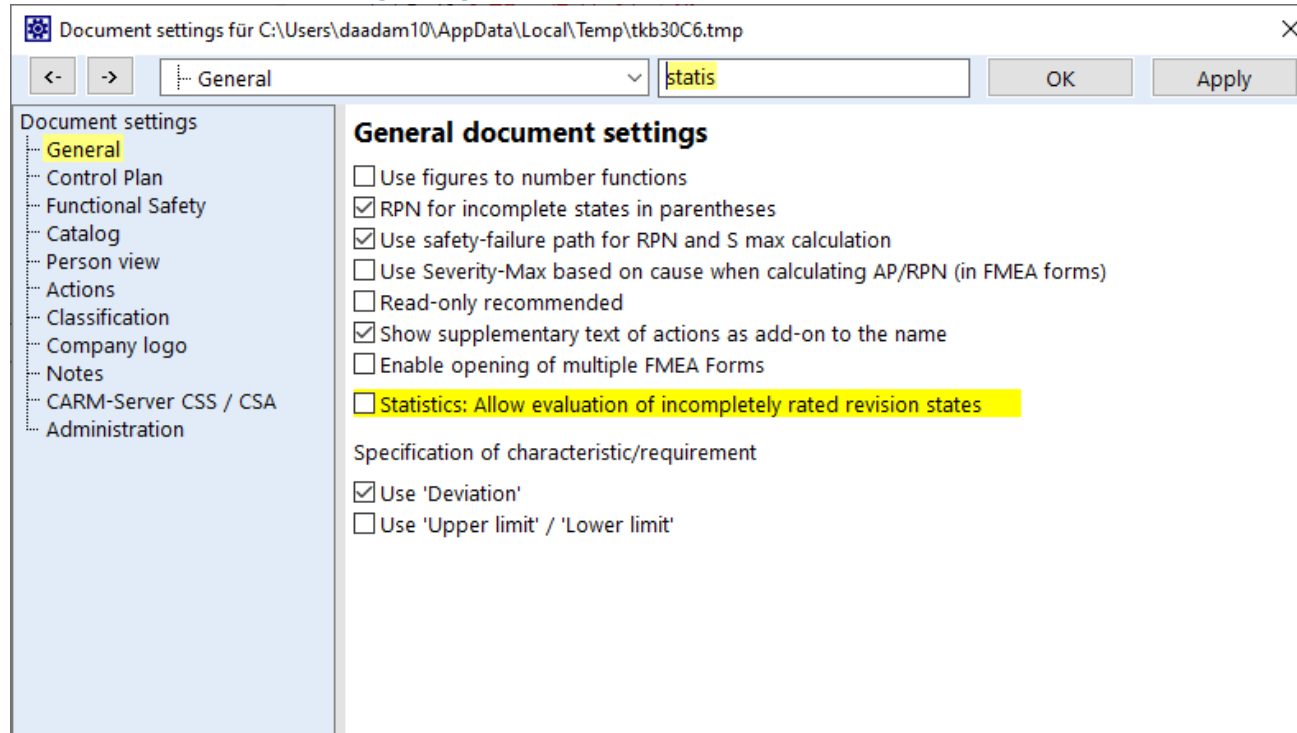 Document settings für C:\Users\daadam10\AppData\Local\Temp\tkb30C6.tmp
<- -> General statis OK Apply
Document settings
General
Control Plan
Functional Safety
Catalog
Person view
Actions
Classification
Company logo
Notes
CARM-Server CSS / CSA
Administration
General document settings
Use figures to number functions
RPN for incomplete states in parentheses
Use safety-failure path for RPN and S max calculation
Use Severity-Max based on cause when calculating AP/RPN (in FMEA forms)
Read-only recommended
Show supplementary text of actions as add-on to the name
Enable opening of multiple FMEA Forms
Statistics: Allow evaluation of incompletely rated revision states
Specification of characteristic/requirement
Use 'Deviation'
Use 'Upper limit' / 'Lower limit'